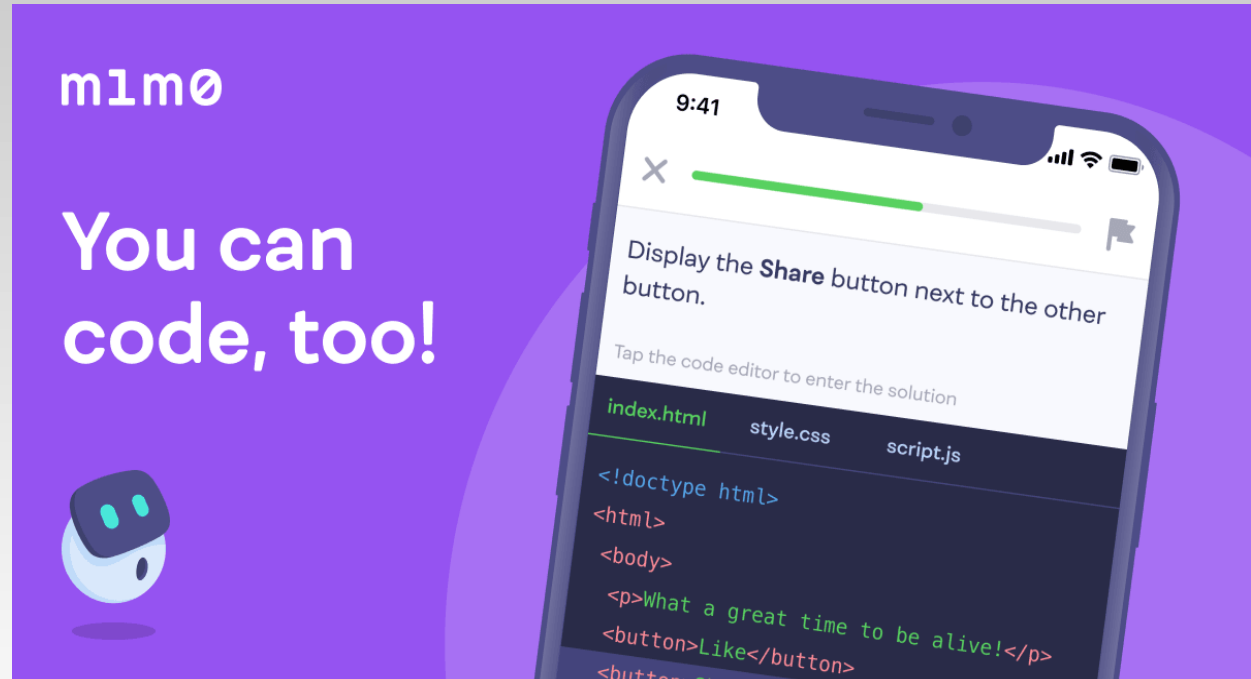 m1m0
You can
code, too!
9:41
Display the Share button next to the other
button.
Tap the code editor to enter the solution
index.html style.css script.js
<!doctype html>
<html>
<body>
<p>What a great time to be alive!</p>
<button>Like</button>